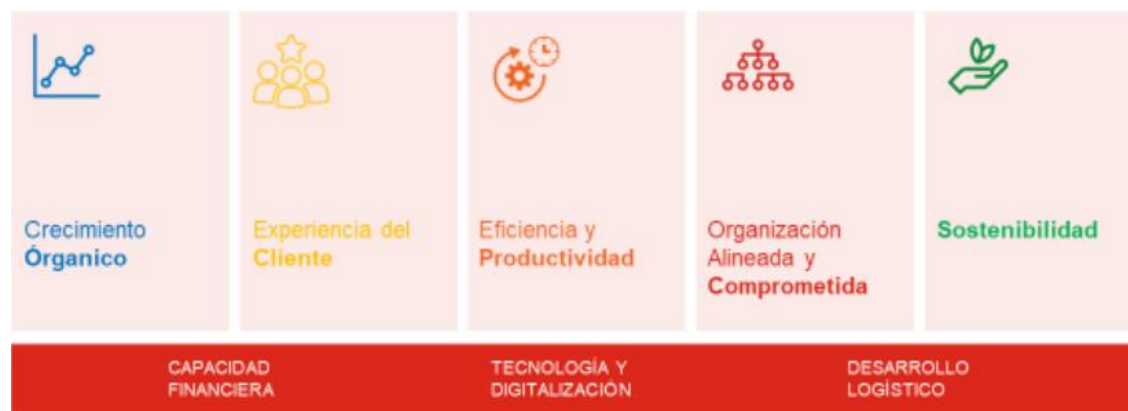 Crecimiento
Órganico
Experiencia del
Cliente
Eficiencia y
Productividad
Organización
Alineada y
Comprometida
Sostenibilidad
CAPACIDAD
FINANCIERA
TECNOLOGÍA Y
DIGITALIZACIÓN
DESARROLLO
LOGÍSTICO